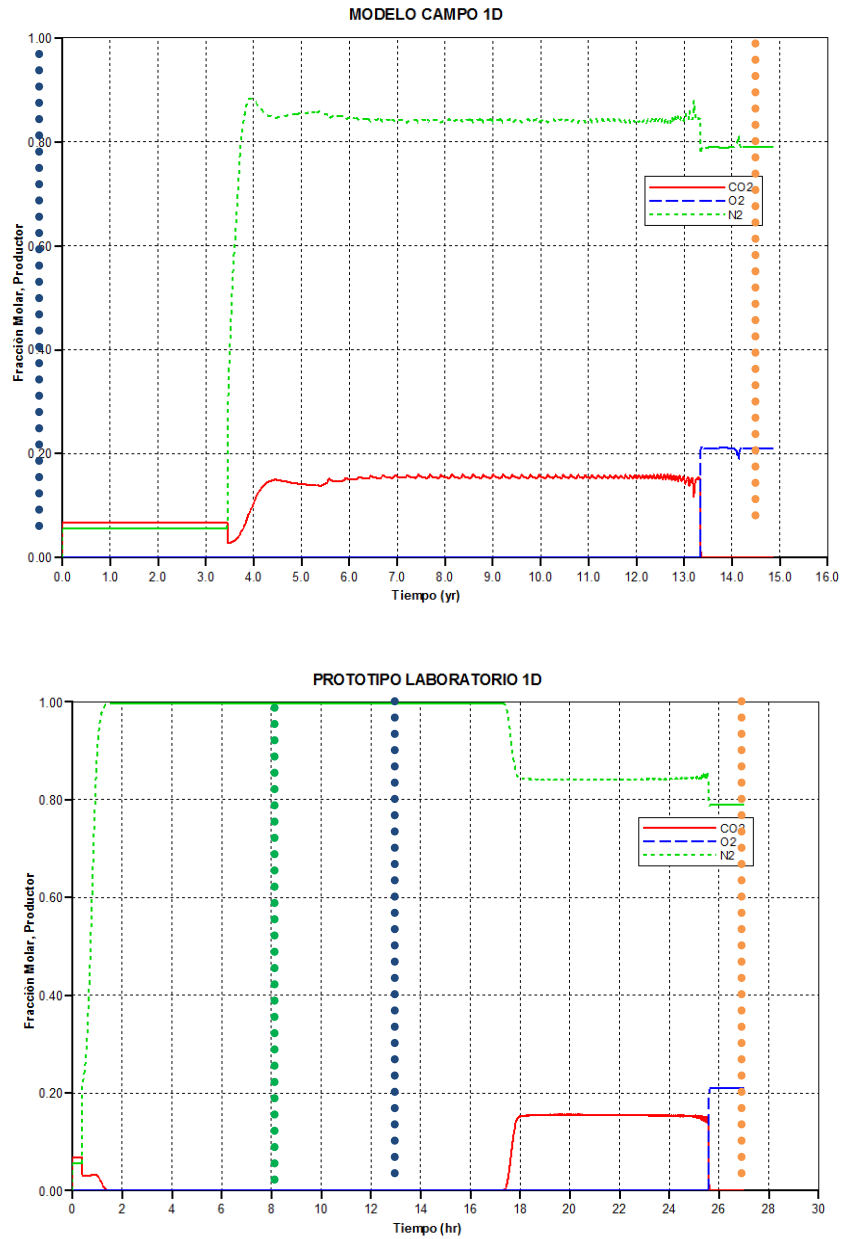 MODELO CAMPO 1D
1.00
0.80
0.60
0.40
0.20
0.00
Fracción Molar, Productor
CO2
O2
N2
0.0 1.0 2.0 3.0 4.0 5.0 6.0 7.0 8.0 9.0 10.0 11.0 12.0 13.0 14.0 15.0 16.0
Tiempo (yr)
PROTOTIPO LABORATORIO 1D
1.00
0.80
0.60
0.40
0.20
0.00
Fracción Molar, Productor
CO2
O2
N2
0 2 4 6 8 10 12 14 16 18 20 22 24 26 28 30
Tiempo (hr)